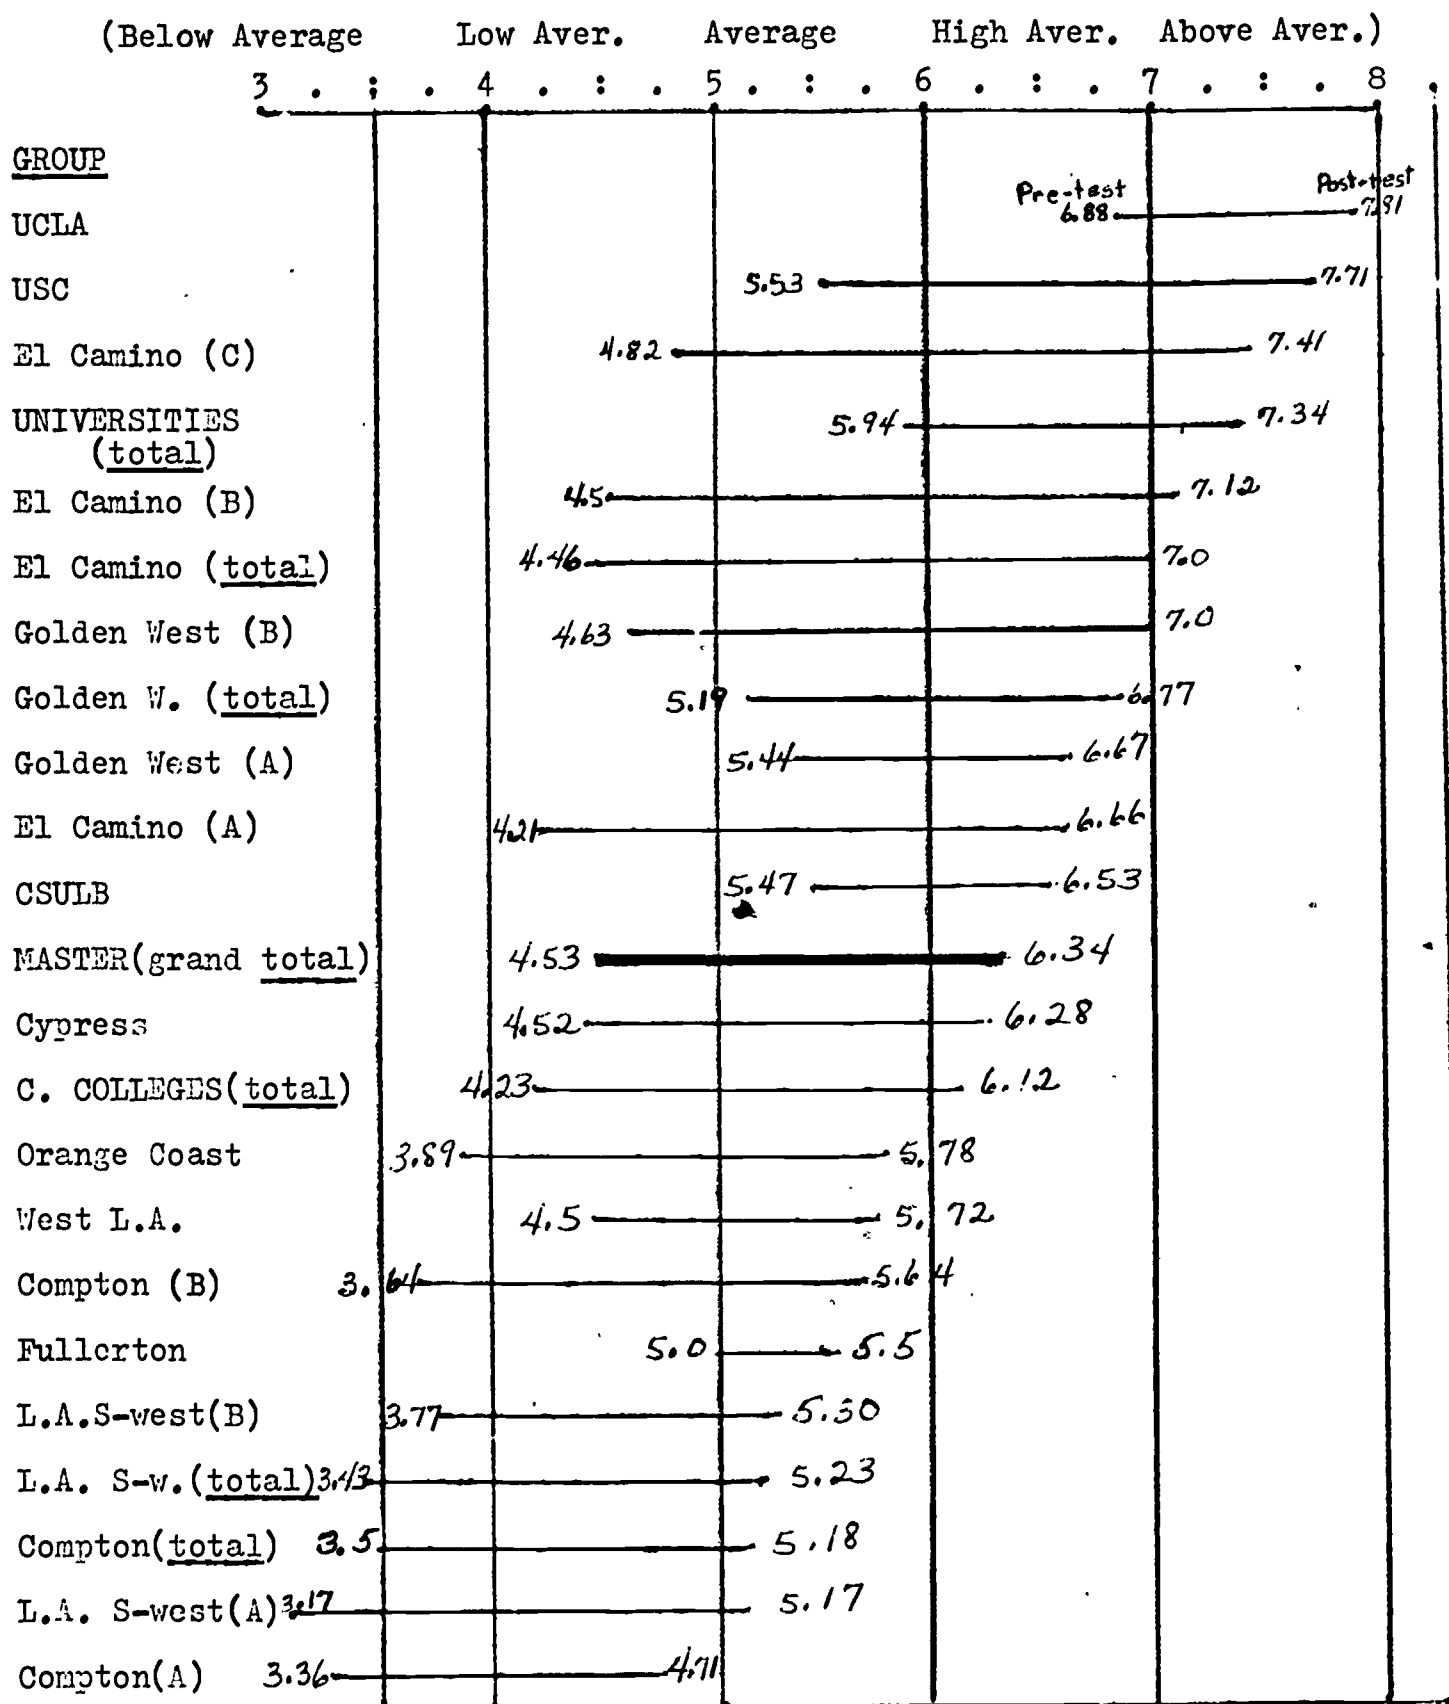 (Below Average Low Aver. Average High Aver. Above Aver.)
3 . : . 4 . : . 5 . : . 6 . : . 7 . : . 8 .
GROUP
Pre-test Post-test
UCLA 6.88 7.81
USC 5.53 7.71
El Camino (C) 4.82 7.41
UNIVERSITIES 5.94 7.34
(total)
El Camino (B) 4.5 7.12
El Camino (total) 4.46 7.0
Golden West (B) 4.63 7.0
Golden W. (total) 5.19 6.77
Golden West (A) 5.44 6.67
El Camino (A) 4.21 6.66
CSULB 5.47 6.53
MASTER(grand total) 4.53 6.34
Cypress 4.52 6.28
C. COLLEGES(total) 4.23 6.12
Orange Coast 3.89 5.78
West L.A. 4.5 5.72
Compton (B) 3.64 5.64
Fullerton 5.0 5.5
L.A.S-west(B) 3.77 5.30
L.A. S-w.(total) 3.43 5.23
Compton(total) 3.5 5.18
L.A. S-west(A) 3.17 5.17
Compton(A) 3.36 4.71